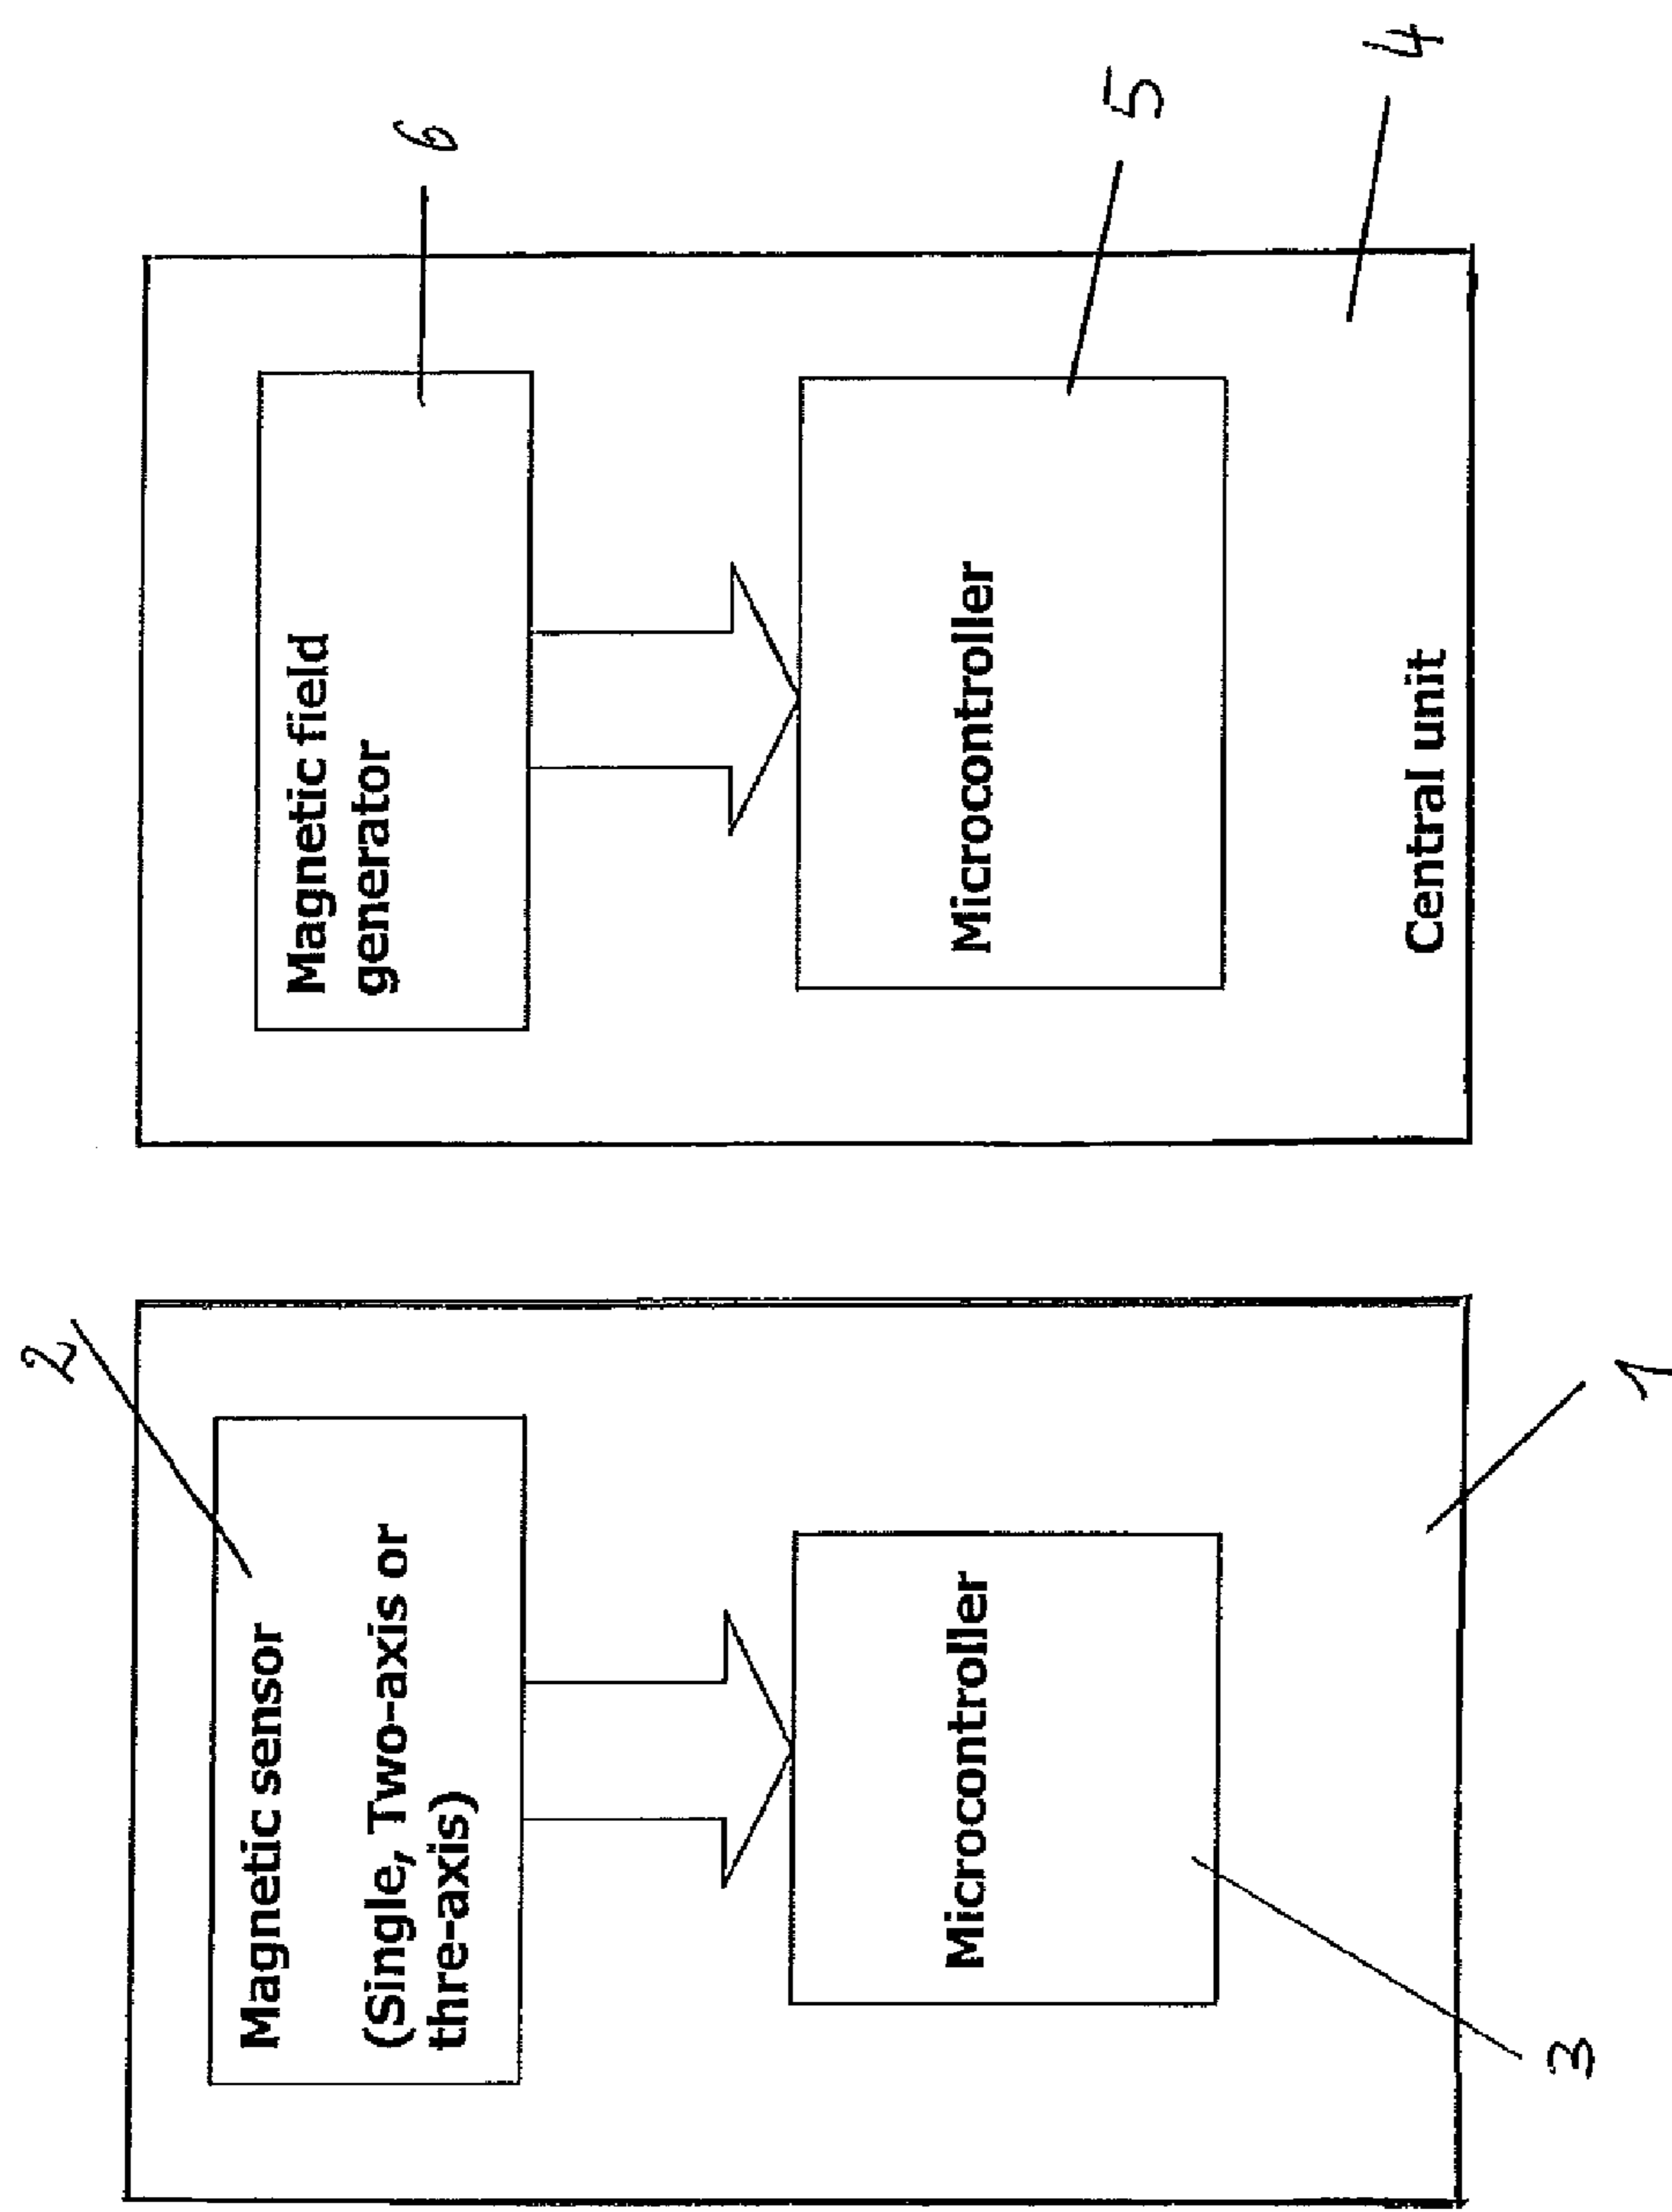 2
Magnetic sensor
(Single, Two-axis or
thre-axis)
Microcontroller
3
1
6
Magnetic field
generator
Microcontroller
5
Central unit
4